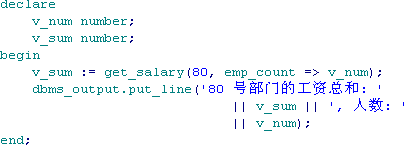 declare
    v_num number;
    v_sum number;
begin
    v_sum := get_salary(80, emp_count => v_num);
    dbms_output.put_line('80 号部门的工资总和: '
                            || v_sum || ', 人数: '
                            || v_num);
end;